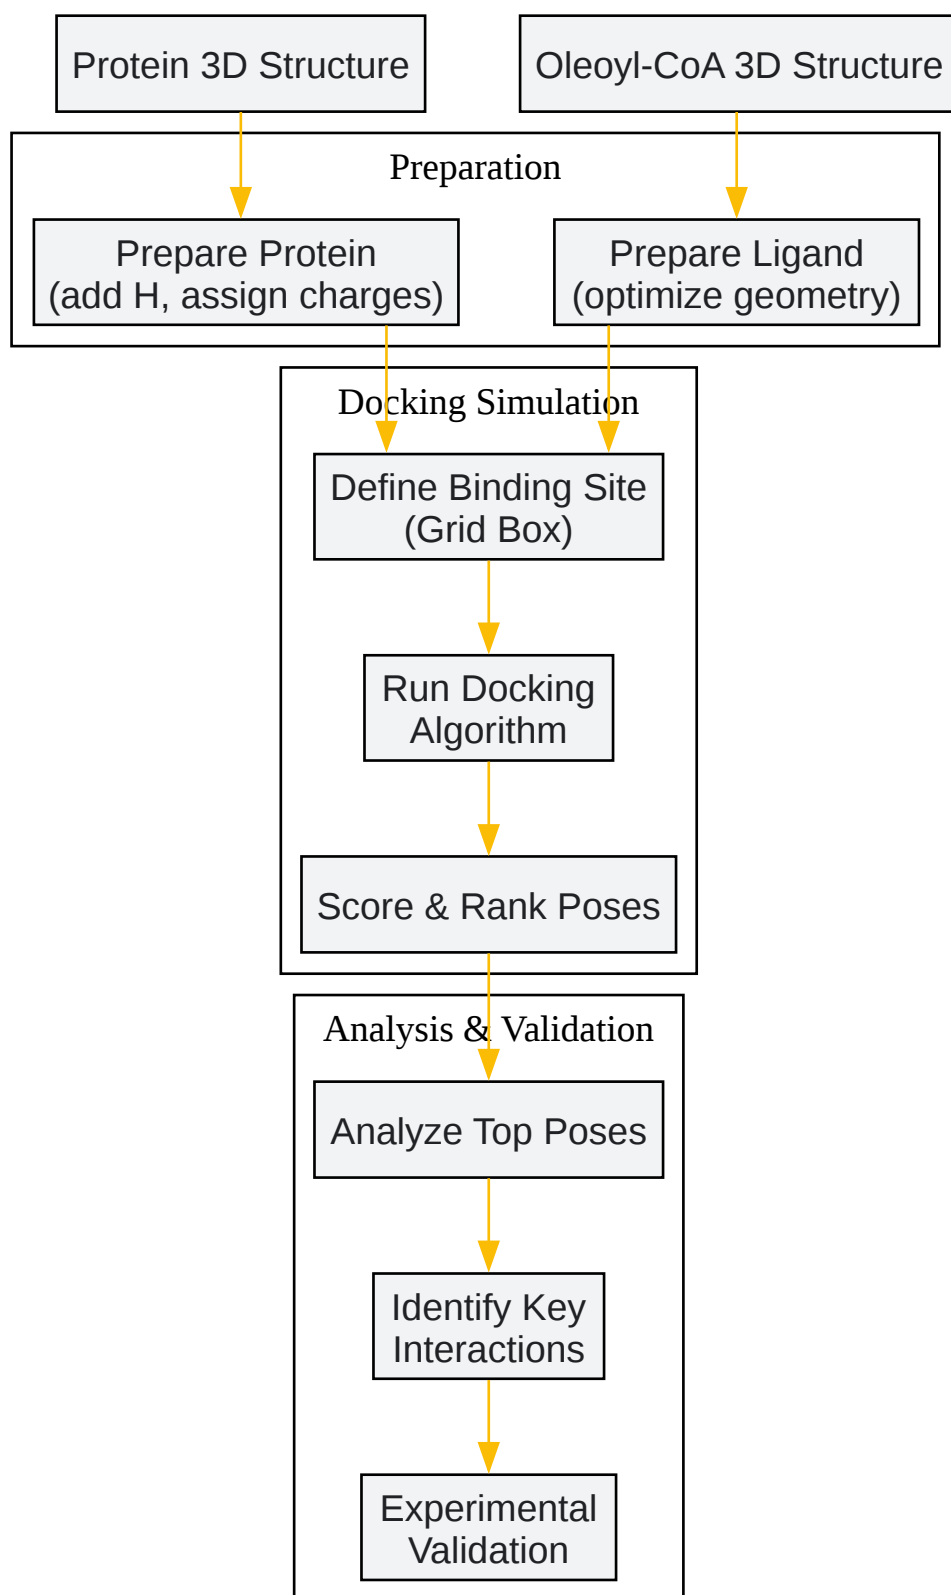 Protein 3D Structure
Oleoyl-CoA 3D Structure
Preparation
Prepare Protein
(add H, assign charges)
Prepare Ligand
(optimize geometry)
Docking Simulation
Define Binding Site
(Grid Box)
Run Docking
Algorithm
Score & Rank Poses
Analysis & Validation
Analyze Top Poses
Identify Key
Interactions
Experimental
Validation